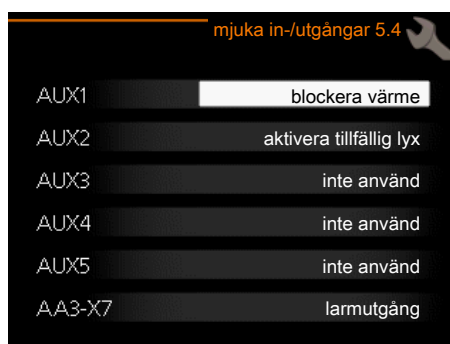 mjuka in-/utgångar 5.4
AUX1 blockera värme
AUX2 aktivera tillfällig lyx
AUX3 inte använd
AUX4 inte använd
AUX5 inte använd
AA3-X7 larmutgång